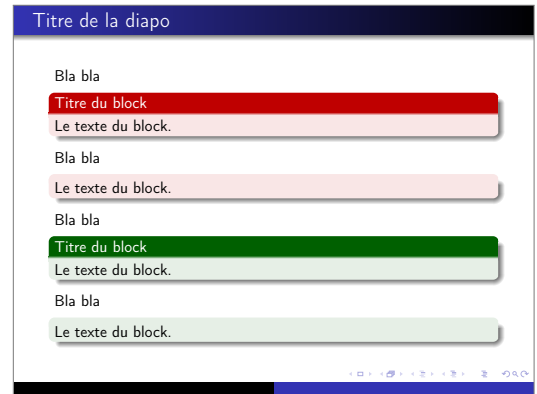 Titre de la diapo
Bla bla
Titre du block
Le texte du block.
Bla bla
Le texte du block.
Bla bla
Titre du block
Le texte du block.
Bla bla
Le texte du block.